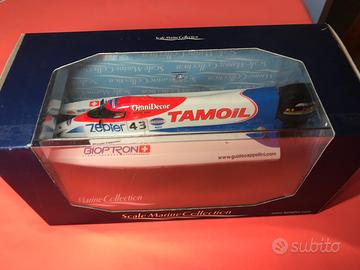 Scale Marine Collection
OmniDecor
TAMOIL
zepter 43
BIOPTRON
www.guidocappellini.com
Marine Collection
Scale Marine Collection
subito